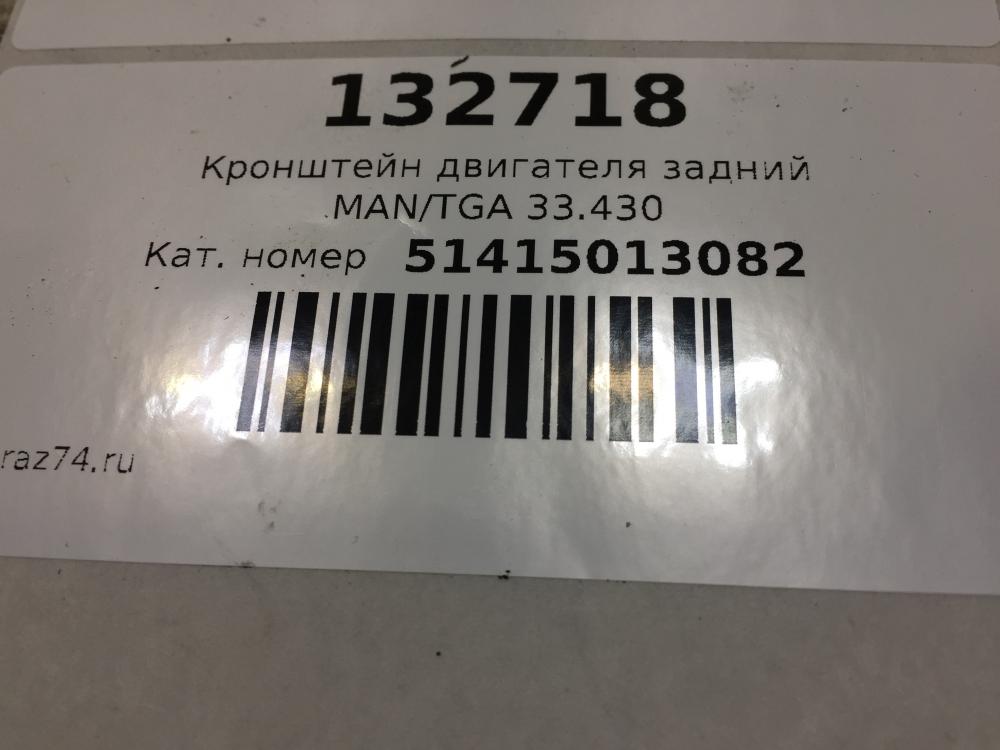 132718
Кронштейн двигателя задний
MAN/TGA 33.430
Кат. номер 51415013082
raz74.ru